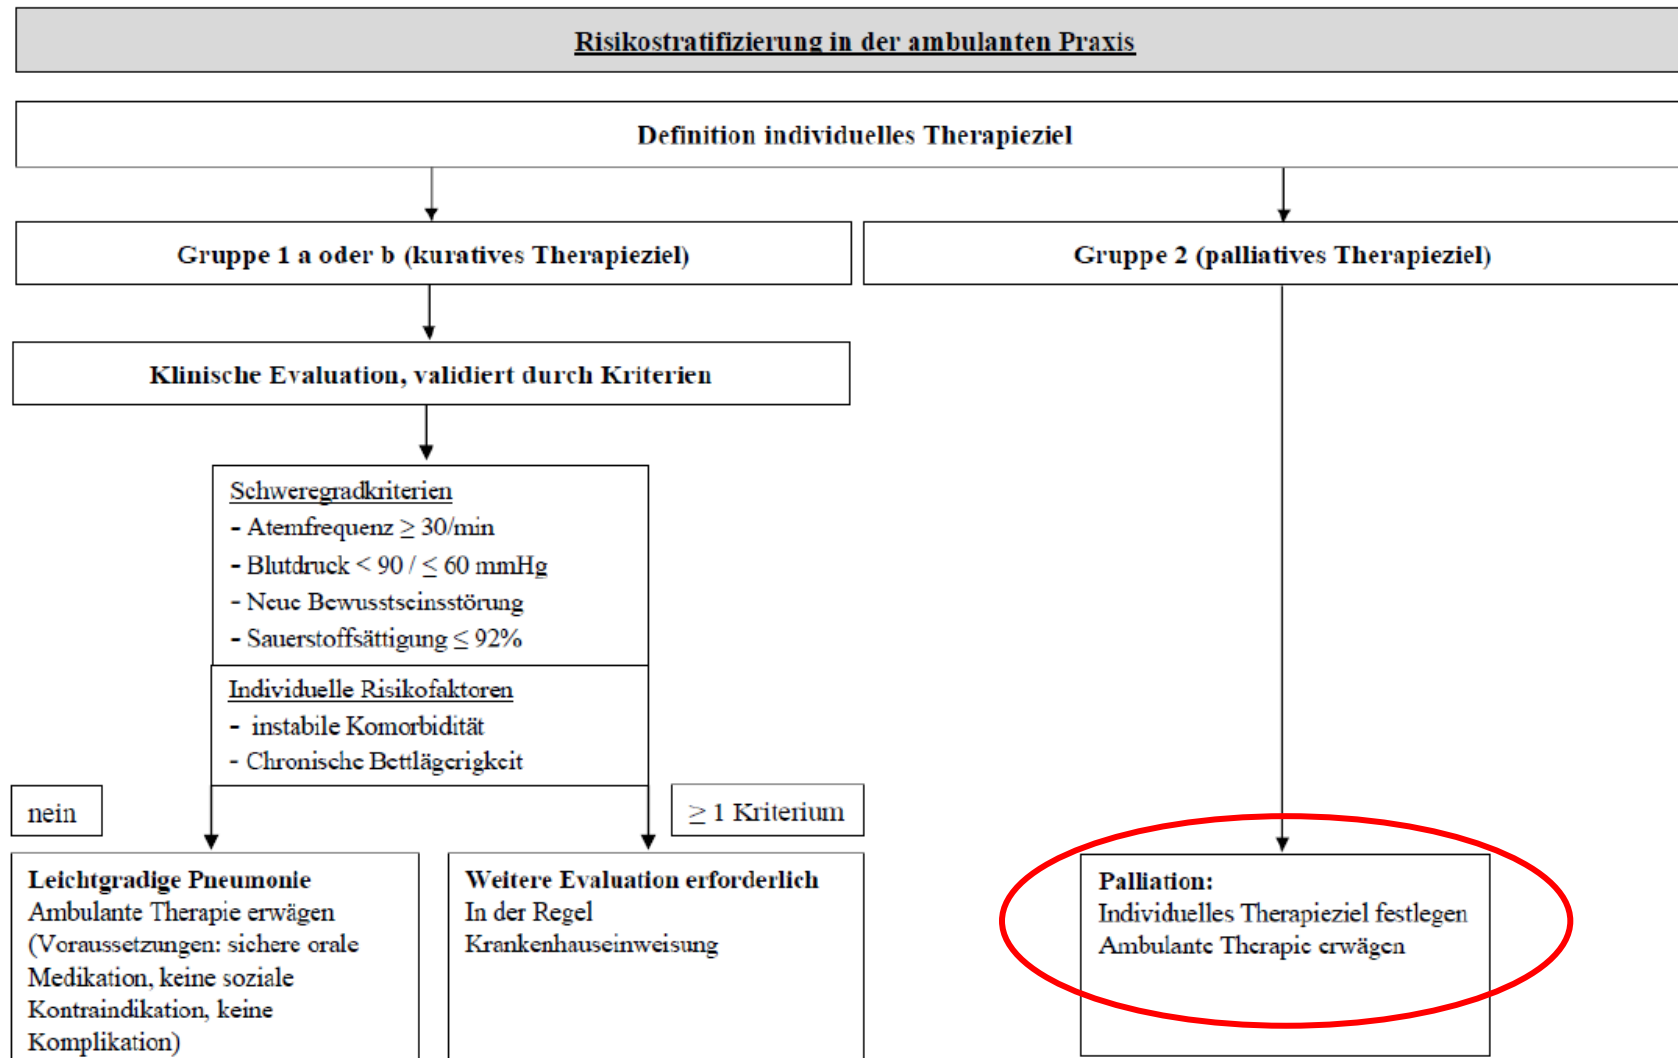 Risikostratifizierung in der ambulanten Praxis
Definition individuelles Therapieziel
Gruppe 1 a oder b (kuratives Therapieziel)
Gruppe 2 (palliatives Therapieziel)
Klinische Evaluation, validiert durch Kriterien
Schweregradkriterien
- Atemfrequenz ≥ 30/min
- Blutdruck < 90 / ≤ 60 mmHg
- Neue Bewusstseinsstörung
- Sauerstoffsättigung ≤ 92%
Individuelle Risikofaktoren
- instabile Komorbidität
- Chronische Bettlägerigkeit
nein
≥ 1 Kriterium
Leichtgradige Pneumonie
Ambulante Therapie erwägen
(Voraussetzungen: sichere orale
Medikation, keine soziale
Kontraindikation, keine
Komplikation)
Weitere Evaluation erforderlich
In der Regel
Krankenhauseinweisung
Palliation:
Individuelles Therapieziel festlegen
Ambulante Therapie erwägen